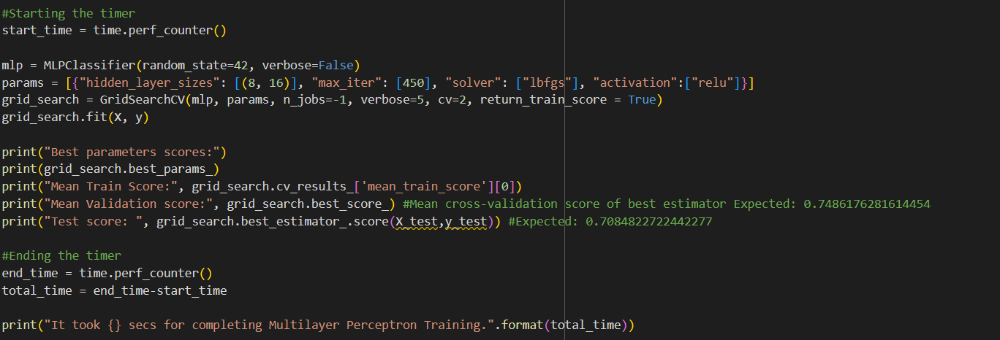 #Starting the timer
start_time = time.perf_counter()
mlp = MLPClassifier(random_state=42, verbose=False)
params = [{"hidden_layer_sizes": [(8, 16)], "max_iter": [450], "solver": ["lbfgs"], "activation":["relu"]}]
grid_search = GridSearchCV(mlp, params, n_jobs=-1, verbose=5, cv=2, return_train_score = True)
grid_search.fit(X, y)
print("Best parameters scores:")
print(grid_search.best_params_)
print("Mean Train Score:", grid_search.cv_results_['mean_train_score'][0])
print("Mean Validation score:", grid_search.best_score_) #Mean cross-validation score of best estimator Expected: 0.7486176281614454
print("Test score: ", grid_search.best_estimator_.score(X_test,y_test)) #Expected: 0.7084822722442277
#Ending the timer
end_time = time.perf_counter()
total_time = end_time-start_time
print("It took {} secs for completing Multilayer Perceptron Training.".format(total_time))